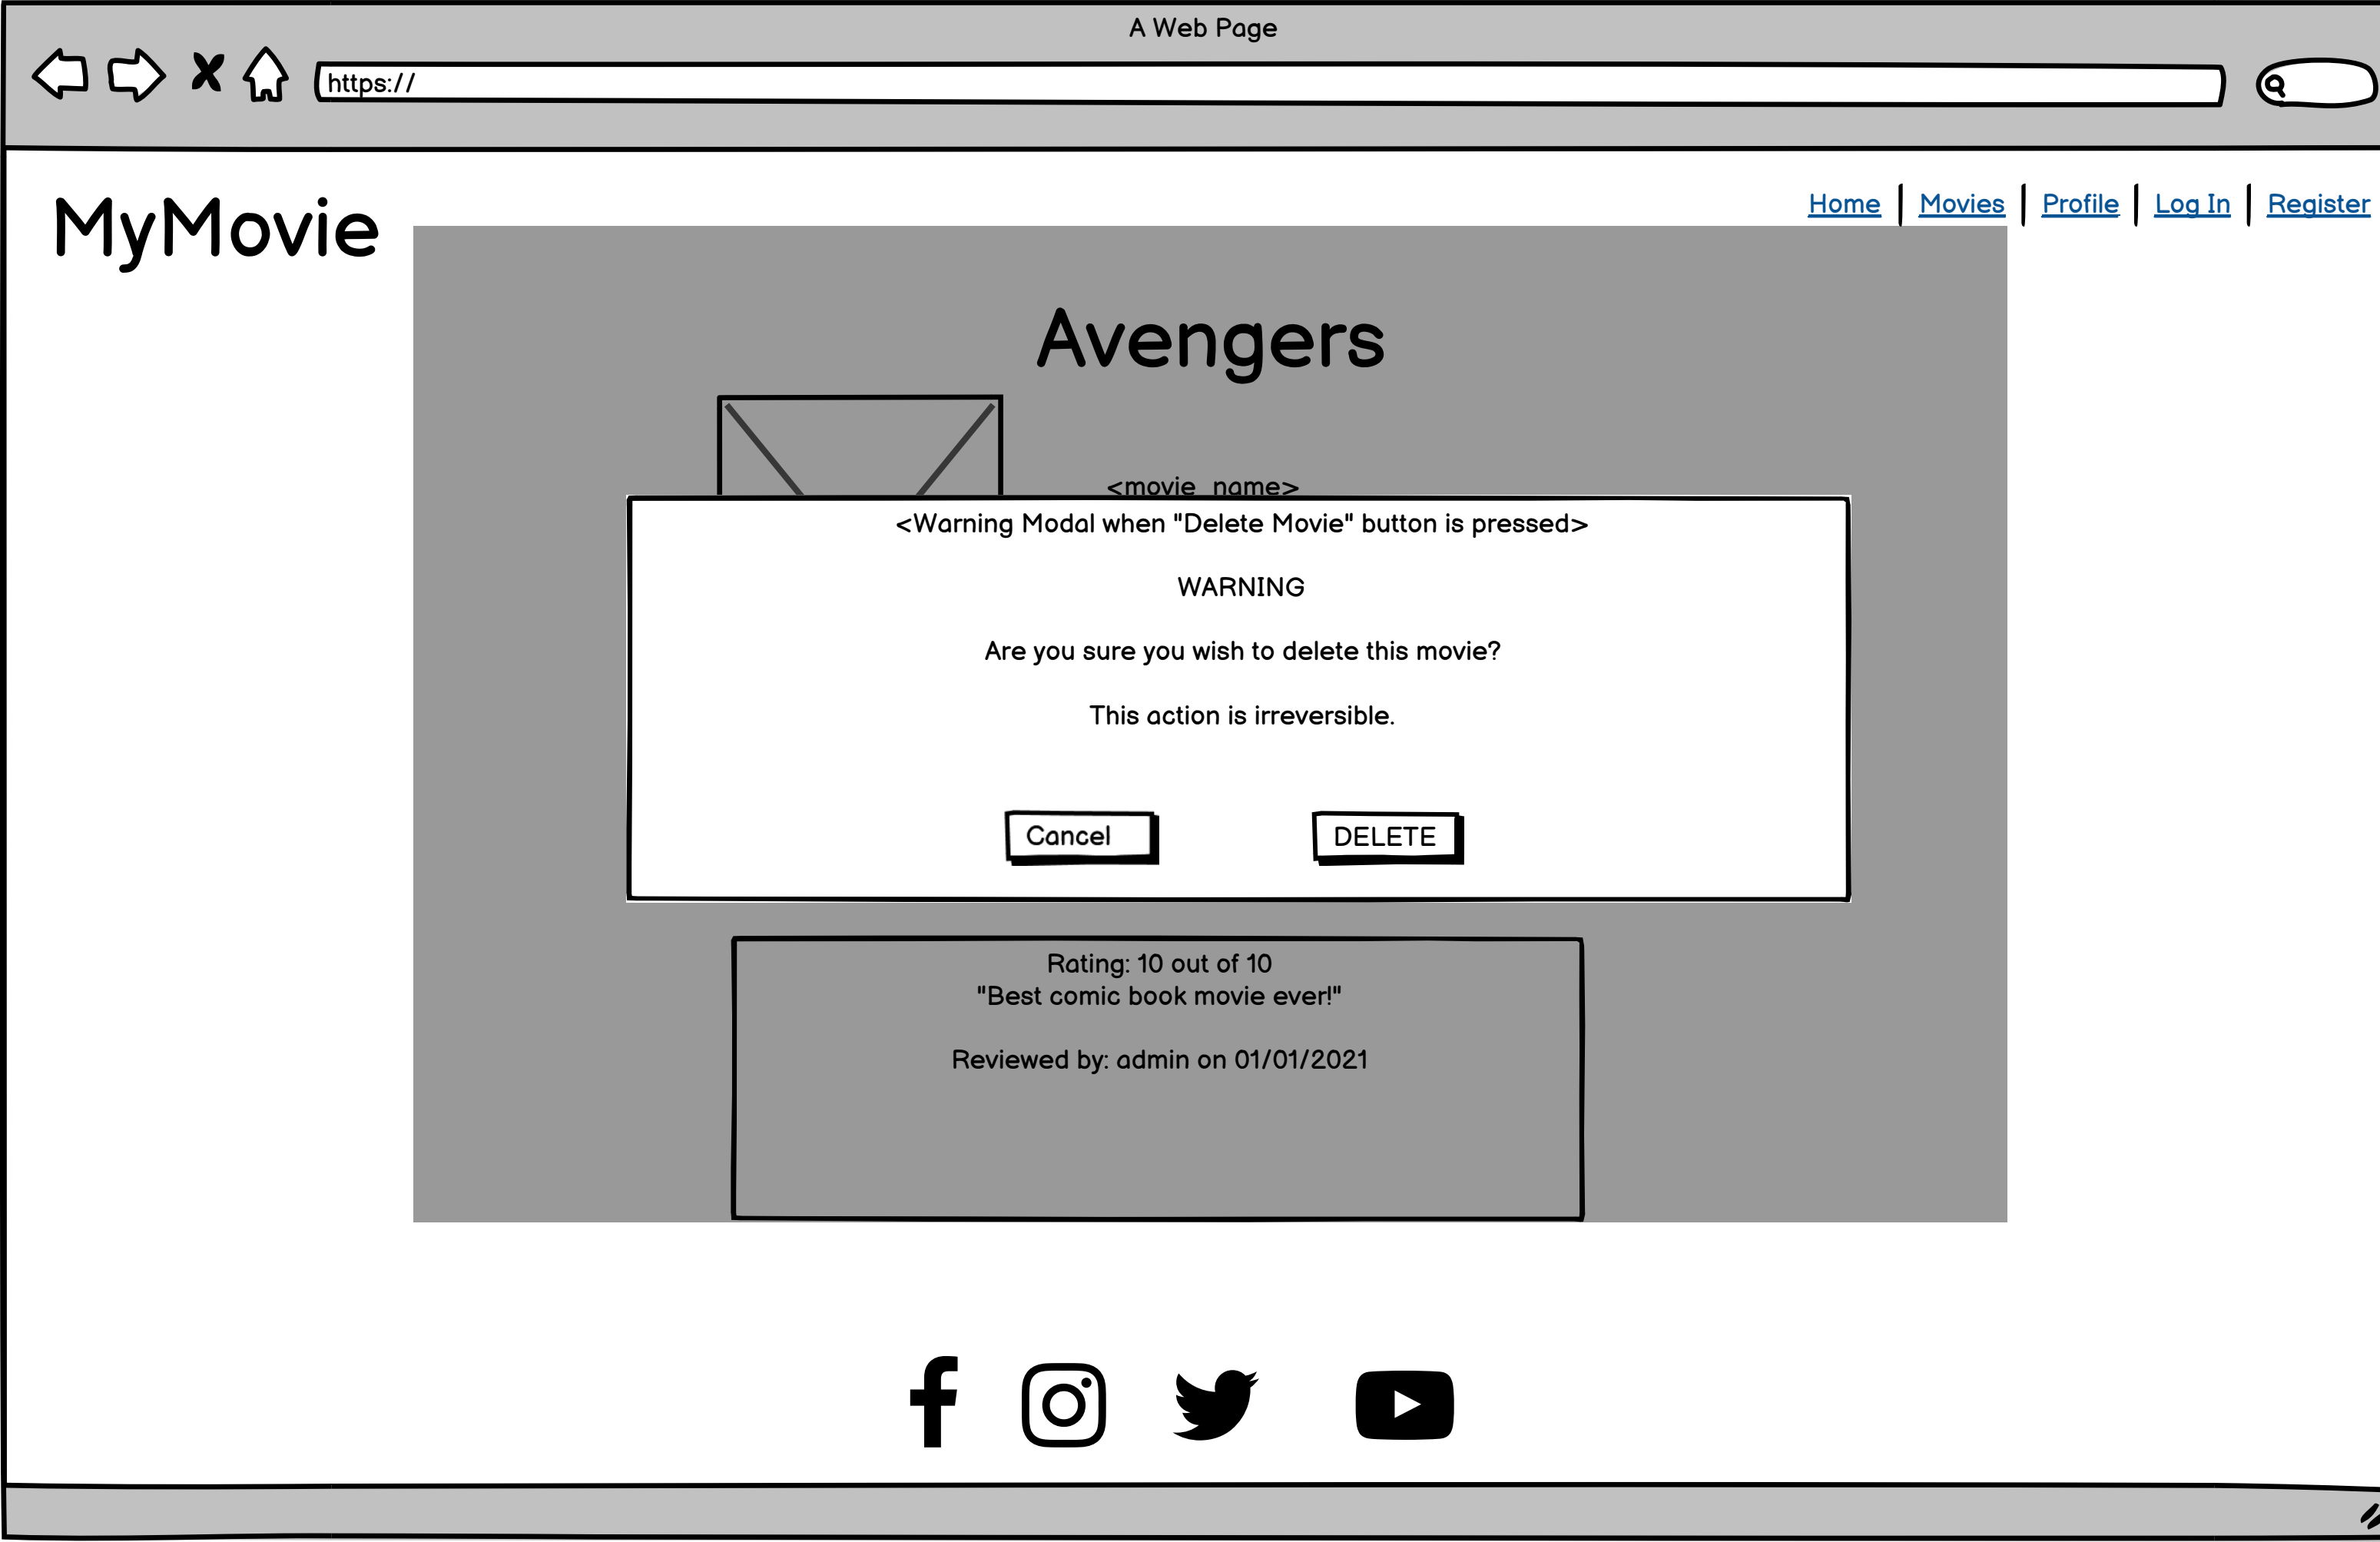 A Web Page
https://
MyMovie
Home | Movies | Profile | Log In | Register
Avengers
<movie_name>
<Warning Modal when "Delete Movie" button is pressed>
WARNING
Are you sure you wish to delete this movie?
This action is irreversible.
Cancel
DELETE
Rating: 10 out of 10
"Best comic book movie ever!"
Reviewed by: admin on 01/01/2021